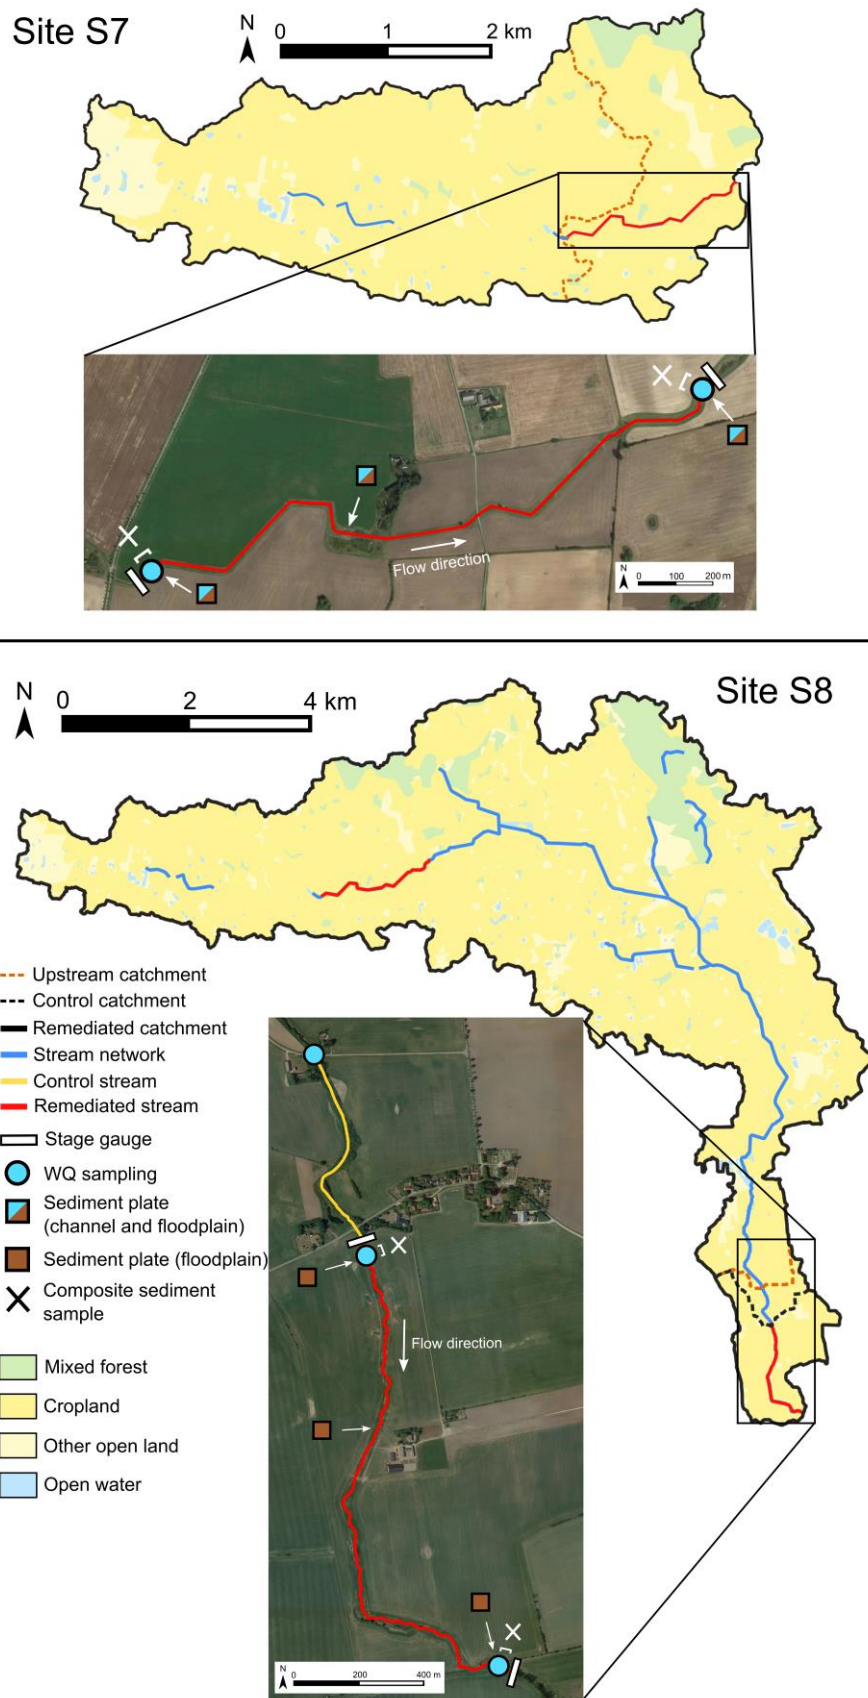 Site S7
N
0 1 2 km
Flow direction
N
0 100 200 m
Site S8
N
0 2 4 km
Upstream catchment
Control catchment
Remediated catchment
Stream network
Control stream
Remediated stream
Stage gauge
WQ sampling
Sediment plate
(channel and floodplain)
Sediment plate (floodplain)
Composite sediment
sample
Mixed forest
Cropland
Other open land
Open water
Flow direction
N
0 200 400 m